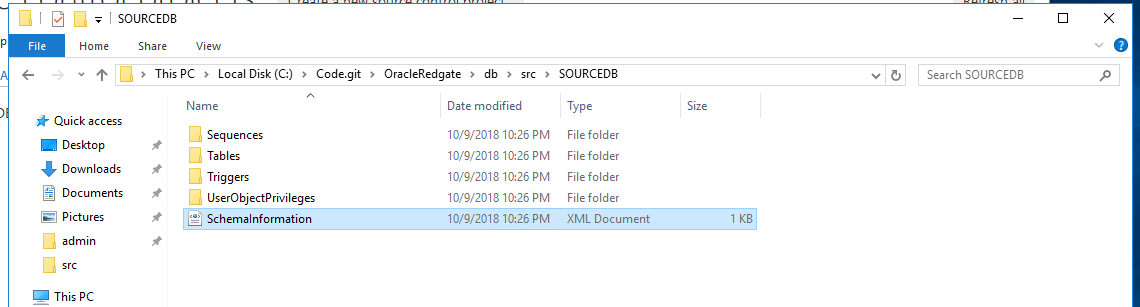 Create a new source control project
Refresh all
SOURCEDB
File Home Share View
This PC Local Disk (C:) Code.git OracleRedgate db src SOURCEDB
Search SOURCEDB
Name Date modified Type Size
Quick access
Desktop
Downloads
Documents
Pictures
admin
src
This PC
Sequences 10/9/2018 10:26 PM File folder
Tables 10/9/2018 10:26 PM File folder
Triggers 10/9/2018 10:26 PM File folder
UserObjectPrivileges 10/9/2018 10:26 PM File folder
SchemaInformation 10/9/2018 10:26 PM XML Document 1 KB